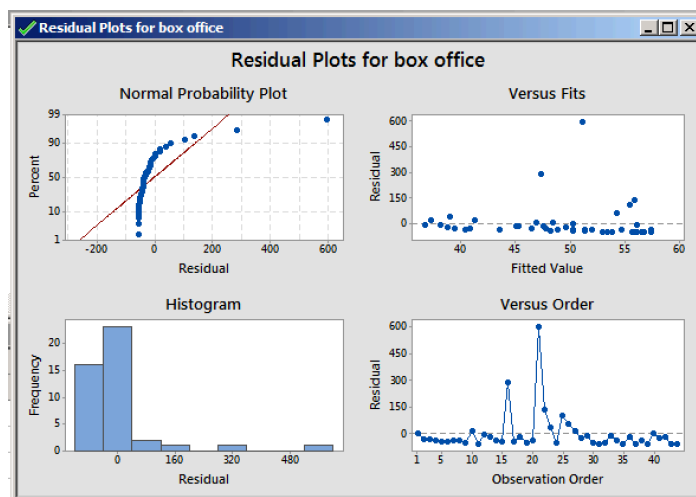 Residual Plots for box office
Residual Plots for box office
Normal Probability Plot
99
90
50
10
1
Percent
-200 0 200 400 600
Residual
Versus Fits
600
450
300
150
0
Residual
40 45 50 55 60
Fitted Value
Histogram
20
15
10
5
0
Frequency
0 160 320 480
Residual
Versus Order
600
450
300
150
0
Residual
1 5 10 15 20 25 30 35 40
Observation Order